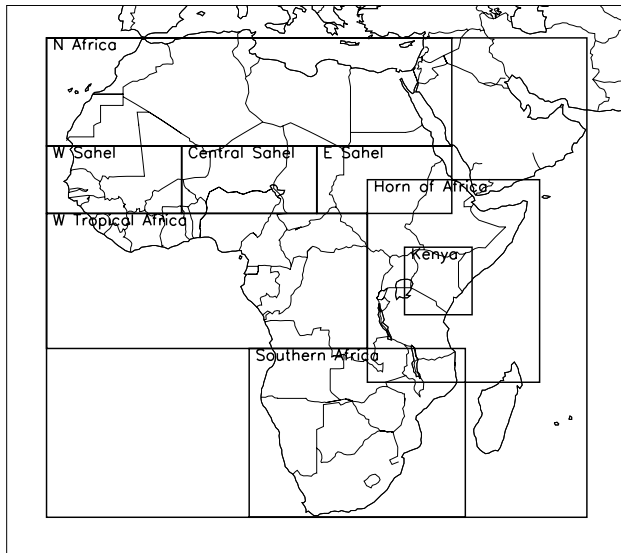 N Africa
W Sahel
Central Sahel
E Sahel
Horn of Africa
W Tropical Africa
Kenya
Southern Africa